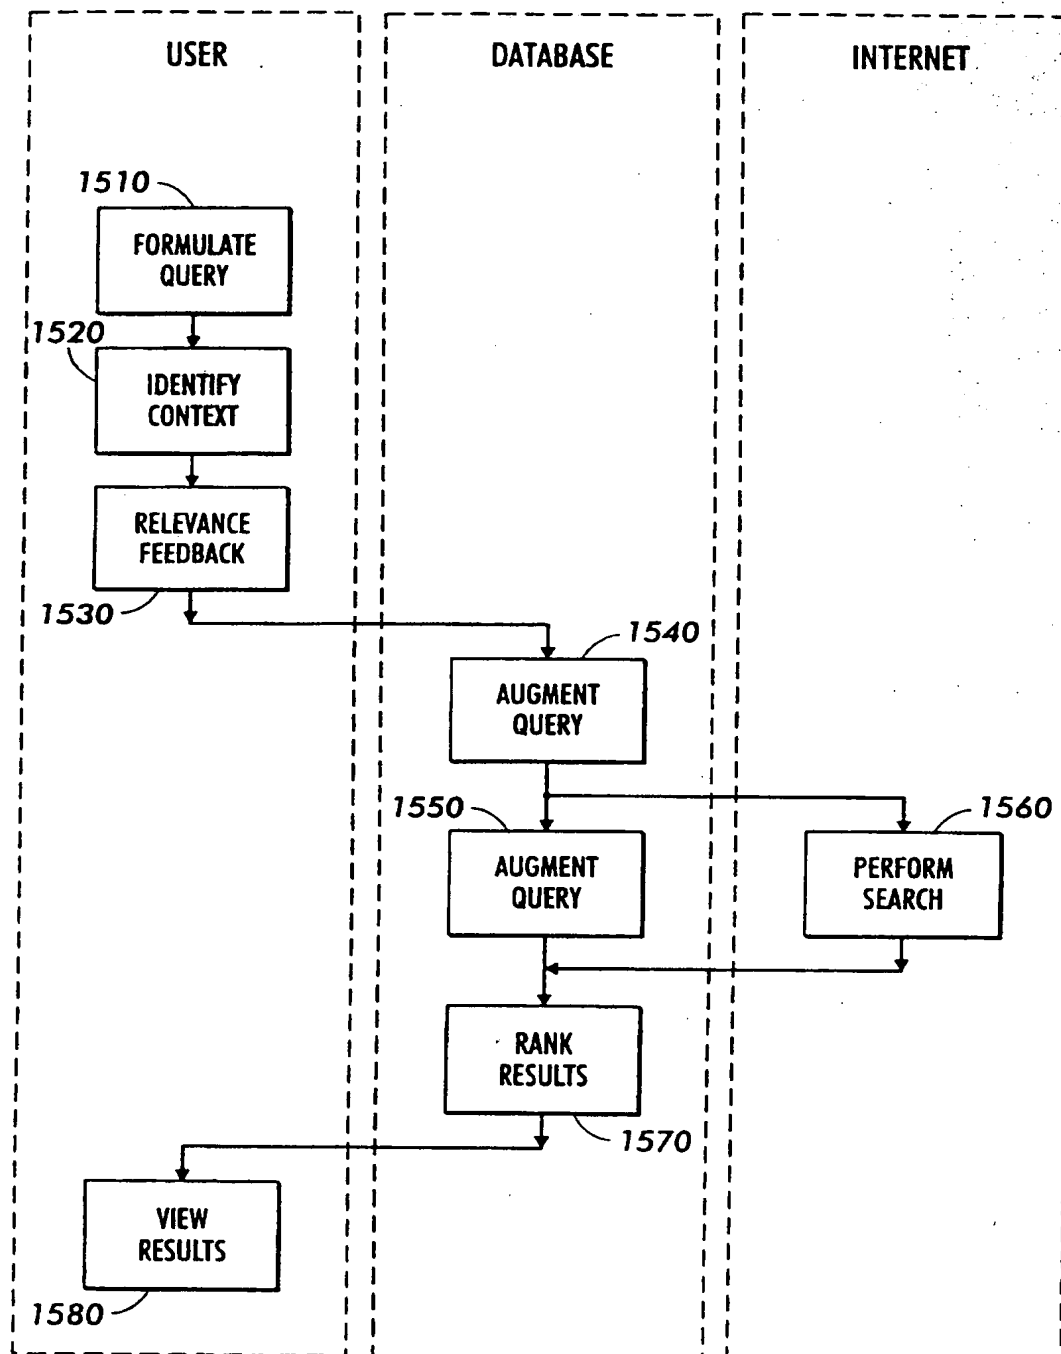 USER
DATABASE
INTERNET
1510
FORMULATE
QUERY
1520
IDENTIFY
CONTEXT
RELEVANCE
FEEDBACK
1530
1540
AUGMENT
QUERY
1550
AUGMENT
QUERY
1560
PERFORM
SEARCH
RANK
RESULTS
1570
VIEW
RESULTS
1580